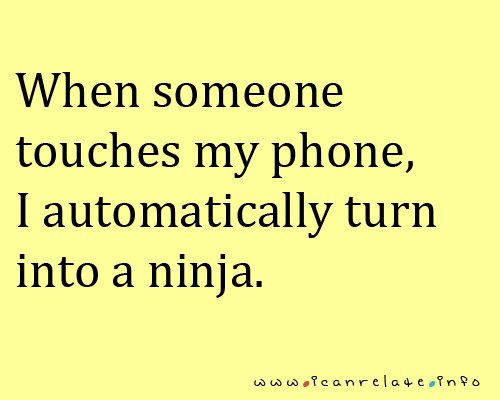 When someone
touches my phone,
I automatically turn
into a ninja.
www.icanrelate.info